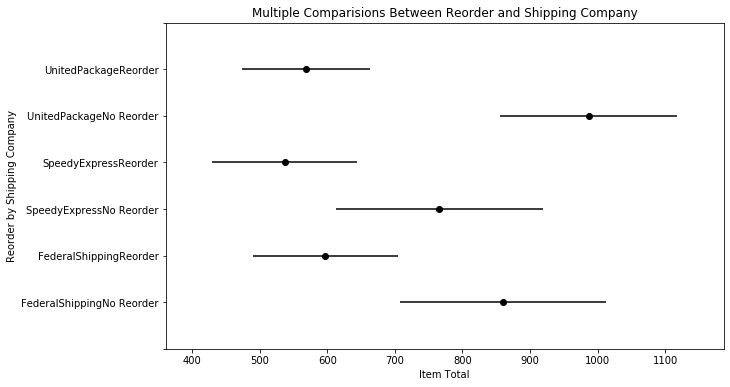 Multiple Comparisions Between Reorder and Shipping Company
Reorder by Shipping Company
UnitedPackageReorder
UnitedPackageNo Reorder
SpeedyExpressReorder
SpeedyExpressNo Reorder
FederalShippingReorder
FederalShippingNo Reorder
400 500 600 700 800 900 1000 1100
Item Total